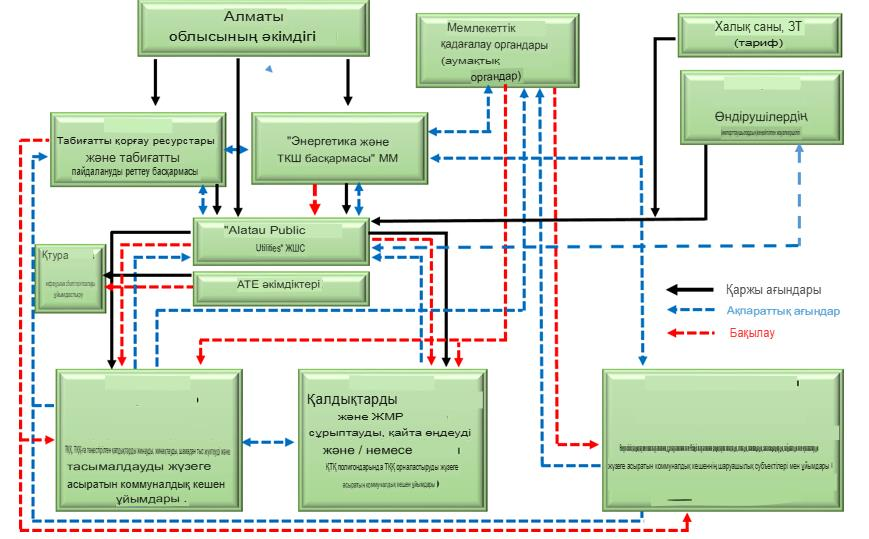 Алматы
облысының әкімдігі
Мемлекеттік
қадағалау органдары
(аумақтық
органдар)
Халық саны, ЗТ
(тариф)
Өндірушілердің
Табиғатты қорғау ресурстары
және табиғатты
пайдалануды реттеу басқармасы
"Энергетика және
ТКШ басқармасы" ММ
"Alatau Public
Utilities" ЖШС
АТЕ әкімдіктері
Қтура
ұйымдастыру
Қаржы ағындары
Ақпараттық ағындар
Бақылау
тасымалдауды жүзеге
асыратын коммуналдық кешен
ұйымдары .
Қалдықтарды
және ЖМР
сұрыптауды, қайта өңдеуді
және / немесе
ҚТҚ полигондарында ТҚҚ орналастыруды жүзеге
асыратын коммуналдық кешен ұйымдары )
жүзеге асыратын коммуналдық кешеннің шаруашылық субъектілері мен ұйымдары